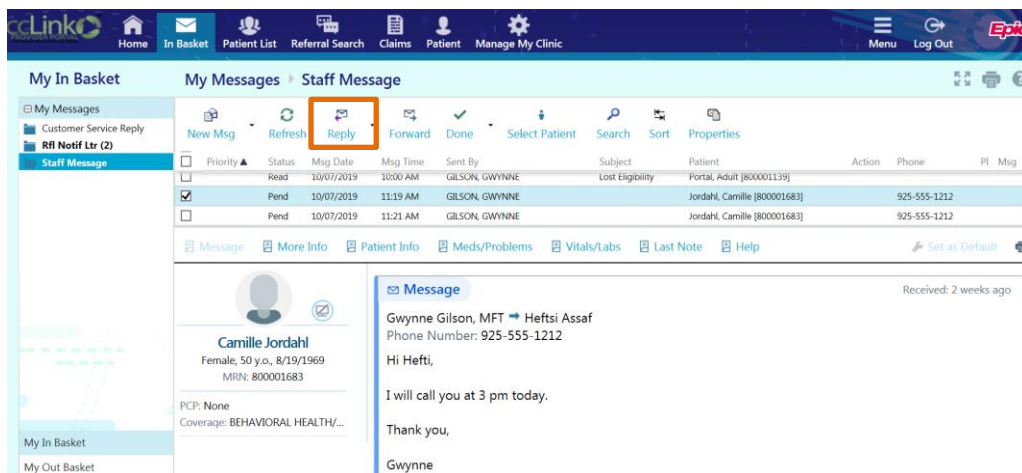 ccLink
PROVIDER PORTAL
Home In Basket Patient List Referral Search Claims Patient Manage My Clinic Menu Log Out Epic
My In Basket
My Messages Staff Message
My Messages
Customer Service Reply
Rfl Notif Ltr (2)
Staff Message
New Msg Refresh Reply Forward Done Select Patient Search Sort Properties
Priority Status Msg Date Msg Time Sent By Subject Patient Action Phone Pl Msg
Read 10/07/2019 10:00 AM GILSON, GWYNNE Lost Eligibility Portal, Adult [800001139]
Pend 10/07/2019 11:19 AM GILSON, GWYNNE Jordahl, Camille [800001683] 925-555-1212
Pend 10/07/2019 11:21 AM GILSON, GWYNNE Jordahl, Camille [800001683] 925-555-1212
Message More Info Patient Info Meds/Problems Vitals/Labs Last Note Help Set as Default
Camille Jordahl
Female, 50 y.o., 8/19/1969
MRN: 800001683
PCP: None
Coverage: BEHAVIORAL HEALTH/...
Message
Received: 2 weeks ago
Gwynne Gilson, MFT ➡ Heftsi Assaf
Phone Number: 925-555-1212
Hi Hefti,
I will call you at 3 pm today.
Thank you,
Gwynne
My In Basket
My Out Basket